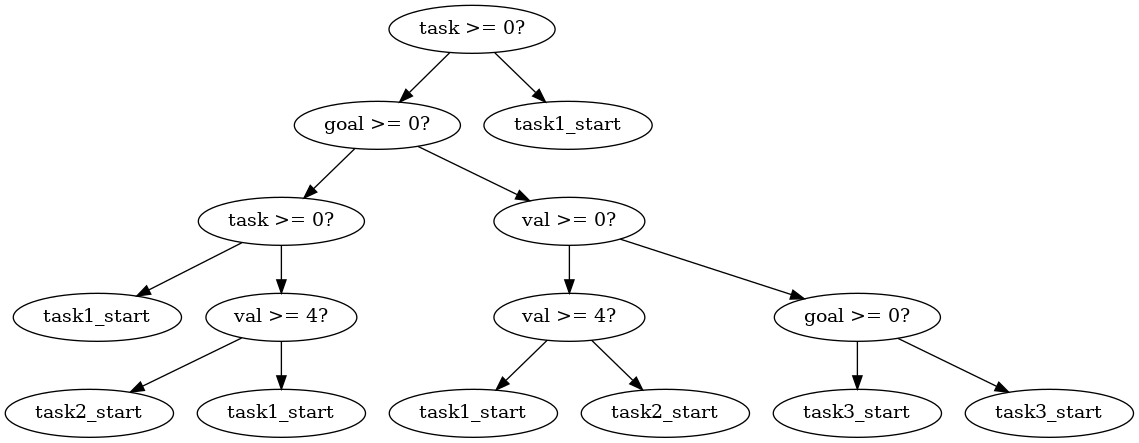 task >= 0?
goal >= 0?
task1_start
task >= 0?
val >= 0?
task1_start
val >= 4?
val >= 4?
goal >= 0?
task2_start
task1_start
task1_start
task2_start
task3_start
task3_start